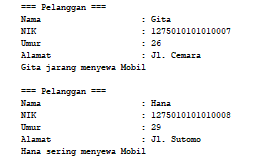 === Pelanggan ===
Nama : Gita
NIK : 1275010101010007
Umur : 26
Alamat : Jl. Cemara
Gita jarang menyewa Mobil
=== Pelanggan ===
Nama : Hana
NIK : 1275010101010008
Umur : 29
Alamat : Jl. Sutomo
Hana sering menyewa Mobil